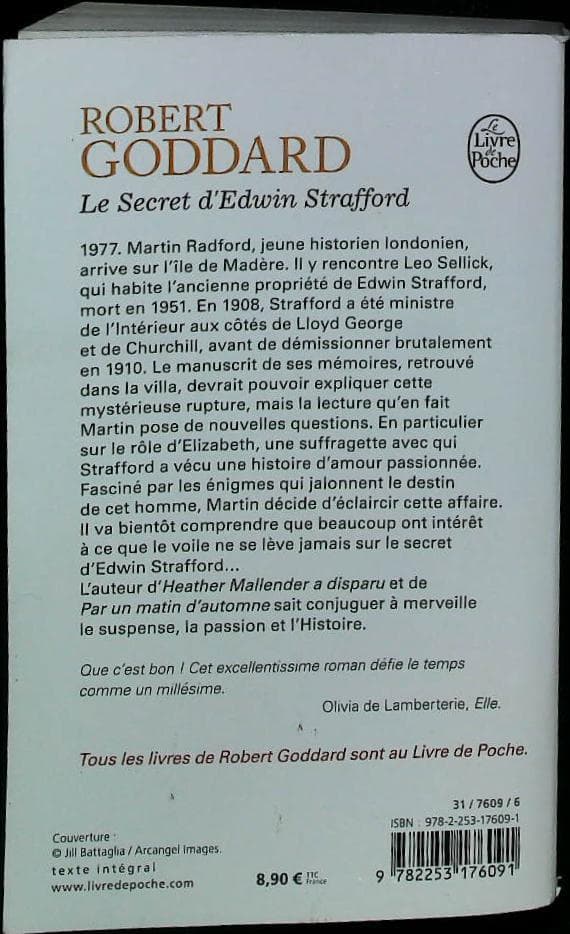 ROBERT
GODDARD
Le Secret d'Edwin Strafford
Le
Livre
de
Poche
1977. Martin Radford, jeune historien londonien,
arrive sur l'île de Madère. Il y rencontre Leo Sellick,
qui habite l'ancienne propriété de Edwin Strafford,
mort en 1951. En 1908, Strafford a été ministre
de l'Intérieur aux côtés de Lloyd George
et de Churchill, avant de démissionner brutalement
en 1910. Le manuscrit de ses mémoires, retrouvé
dans la villa, devrait pouvoir expliquer cette
mystérieuse rupture, mais la lecture qu'en fait
Martin pose de nouvelles questions. En particulier
sur le rôle d'Elizabeth, une suffragette avec qui
Strafford a vécu une histoire d'amour passionnée.
Fasciné par les énigmes qui jalonnent le destin
de cet homme, Martin décide d'éclaircir cette affaire.
Il va bientôt comprendre que beaucoup ont intérêt
à ce que le voile ne se lève jamais sur le secret
d'Edwin Strafford...
L'auteur d'Heather Mallender a disparu et de
Par un matin d'automne sait conjuguer à merveille
le suspense, la passion et l'Histoire.
Que c'est bon ! Cet excellentissime roman défie le temps
comme un millésime.
Olivia de Lamberterie, Elle.
Tous les livres de Robert Goddard sont au Livre de Poche.
31 / 7609 / 6
ISBN : 978-2-253-17609-1
Couverture :
© Jill Battaglia / Arcangel Images.
texte intégral
www.livredepoche.com
8,90 € TTC France
9 782253 176091